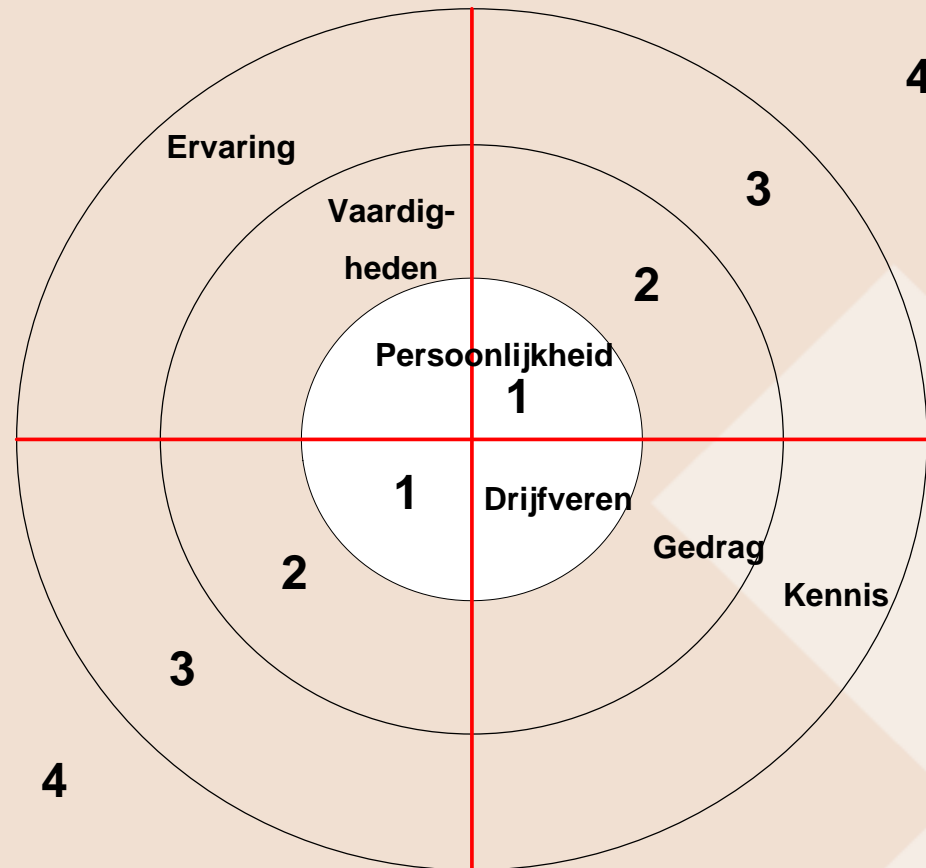 4
Ervaring
3
Vaardig-
heden
2
Persoonlijkheid
1
1
Drijfveren
Gedrag
2
Kennis
3
4